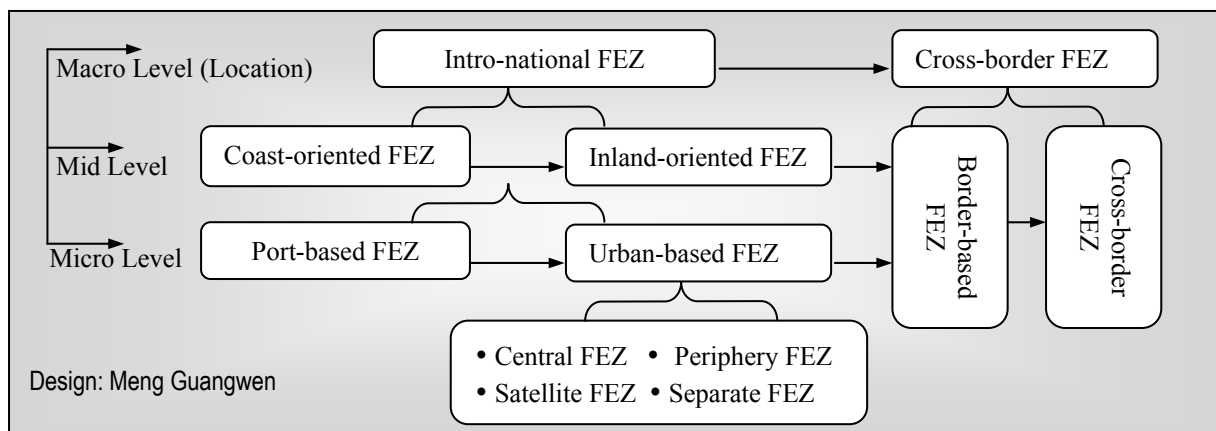 Macro Level (Location)
Intro-national FEZ
Cross-border FEZ
Mid Level
Coast-oriented FEZ
Inland-oriented FEZ
Border-based
FEZ
Cross-border
FEZ
Micro Level
Port-based FEZ
Urban-based FEZ
• Central FEZ • Periphery FEZ
• Satellite FEZ • Separate FEZ
Design: Meng Guangwen